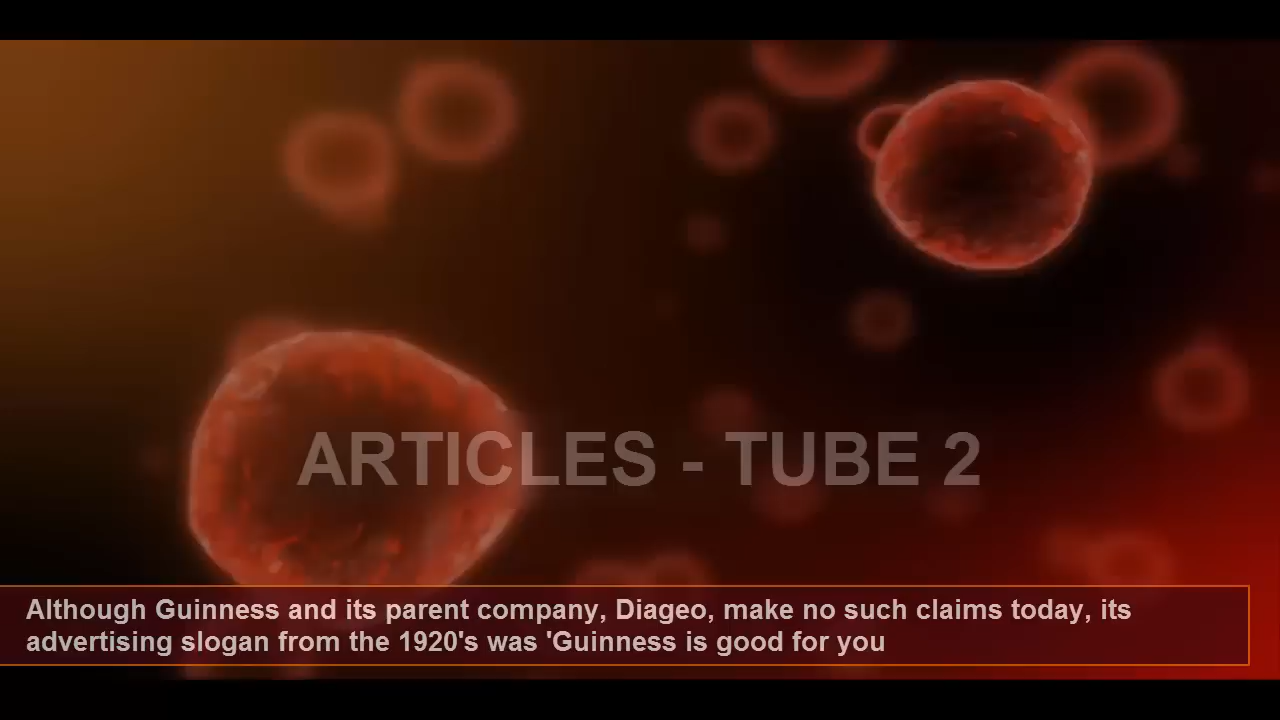 ARTICLES - TUBE 2
Although Guinness and its parent company, Diageo, make no such claims today, its
advertising slogan from the 1920's was 'Guinness is good for you